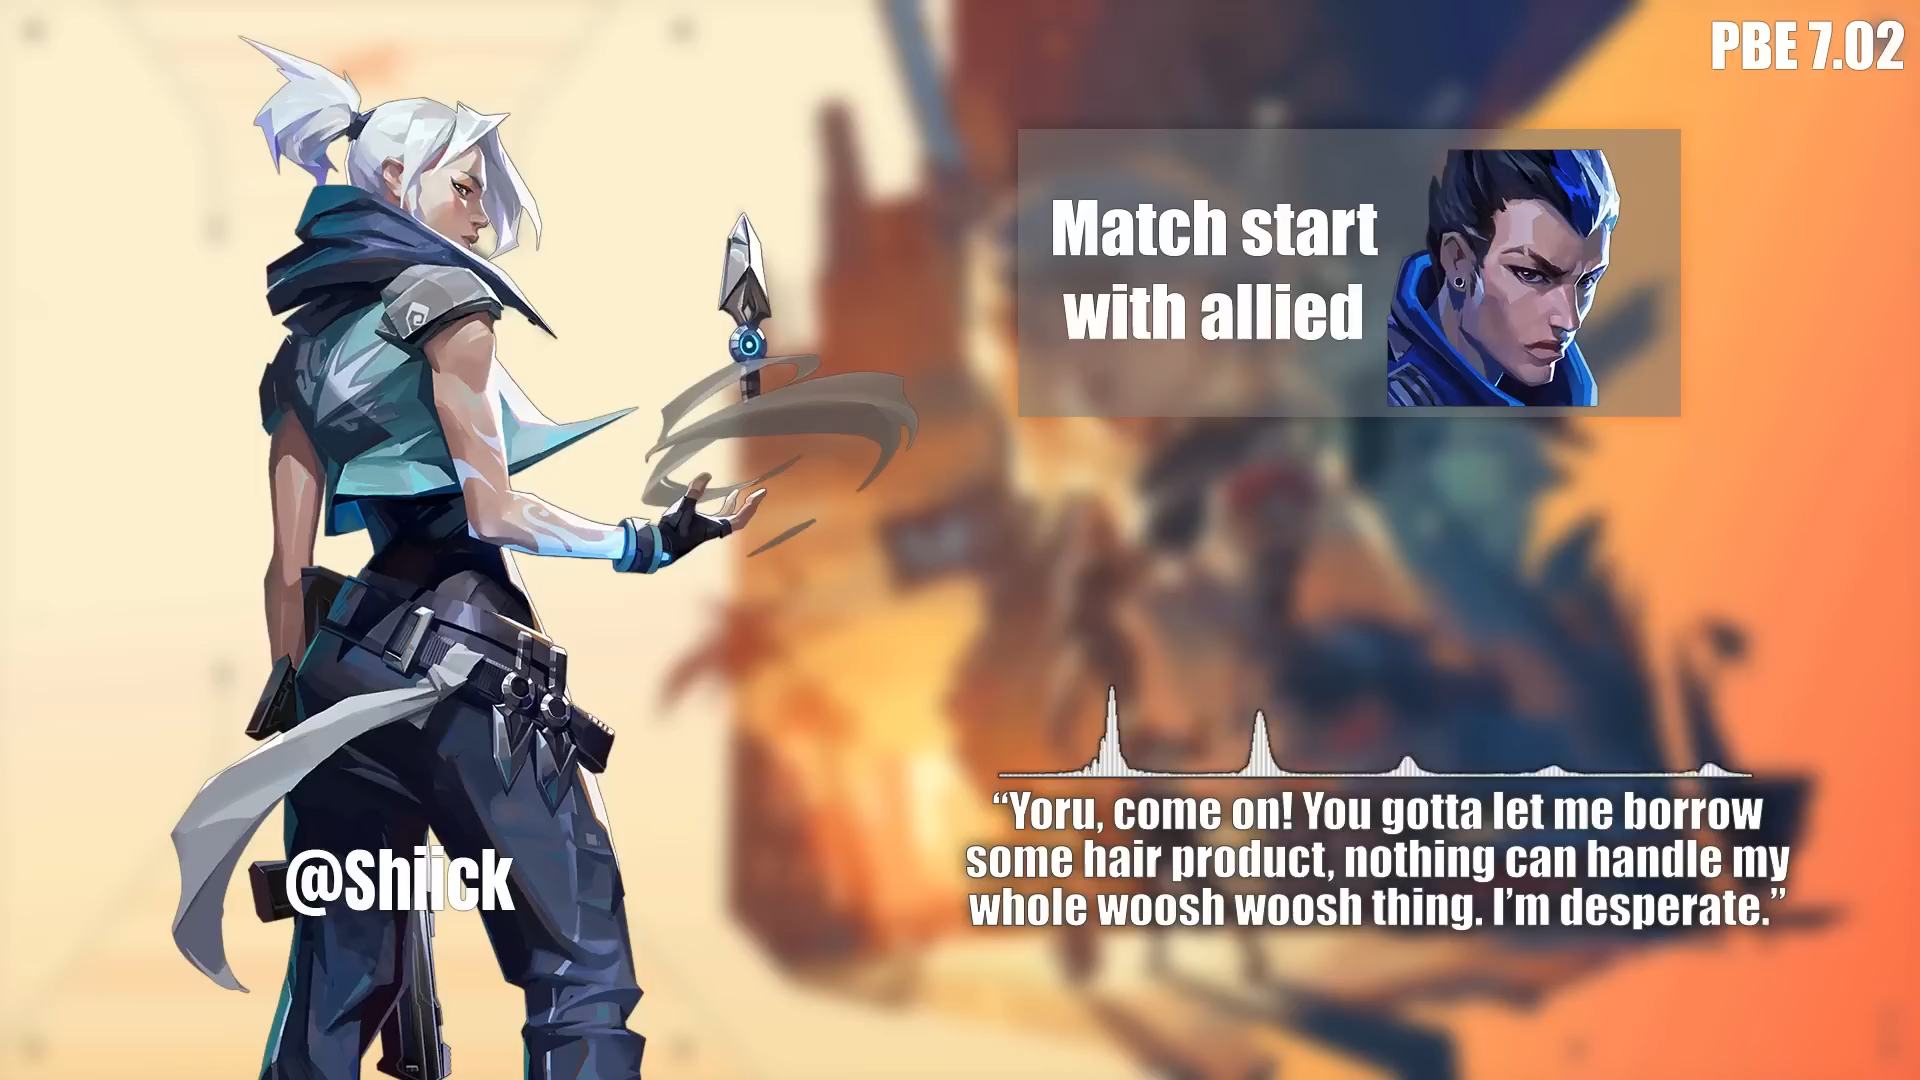 PBE 7.02
Match start
with allied
“Yoru, come on! You gotta let me borrow
some hair product, nothing can handle my
whole woosh woosh thing. I’m desperate.”
@Shiick